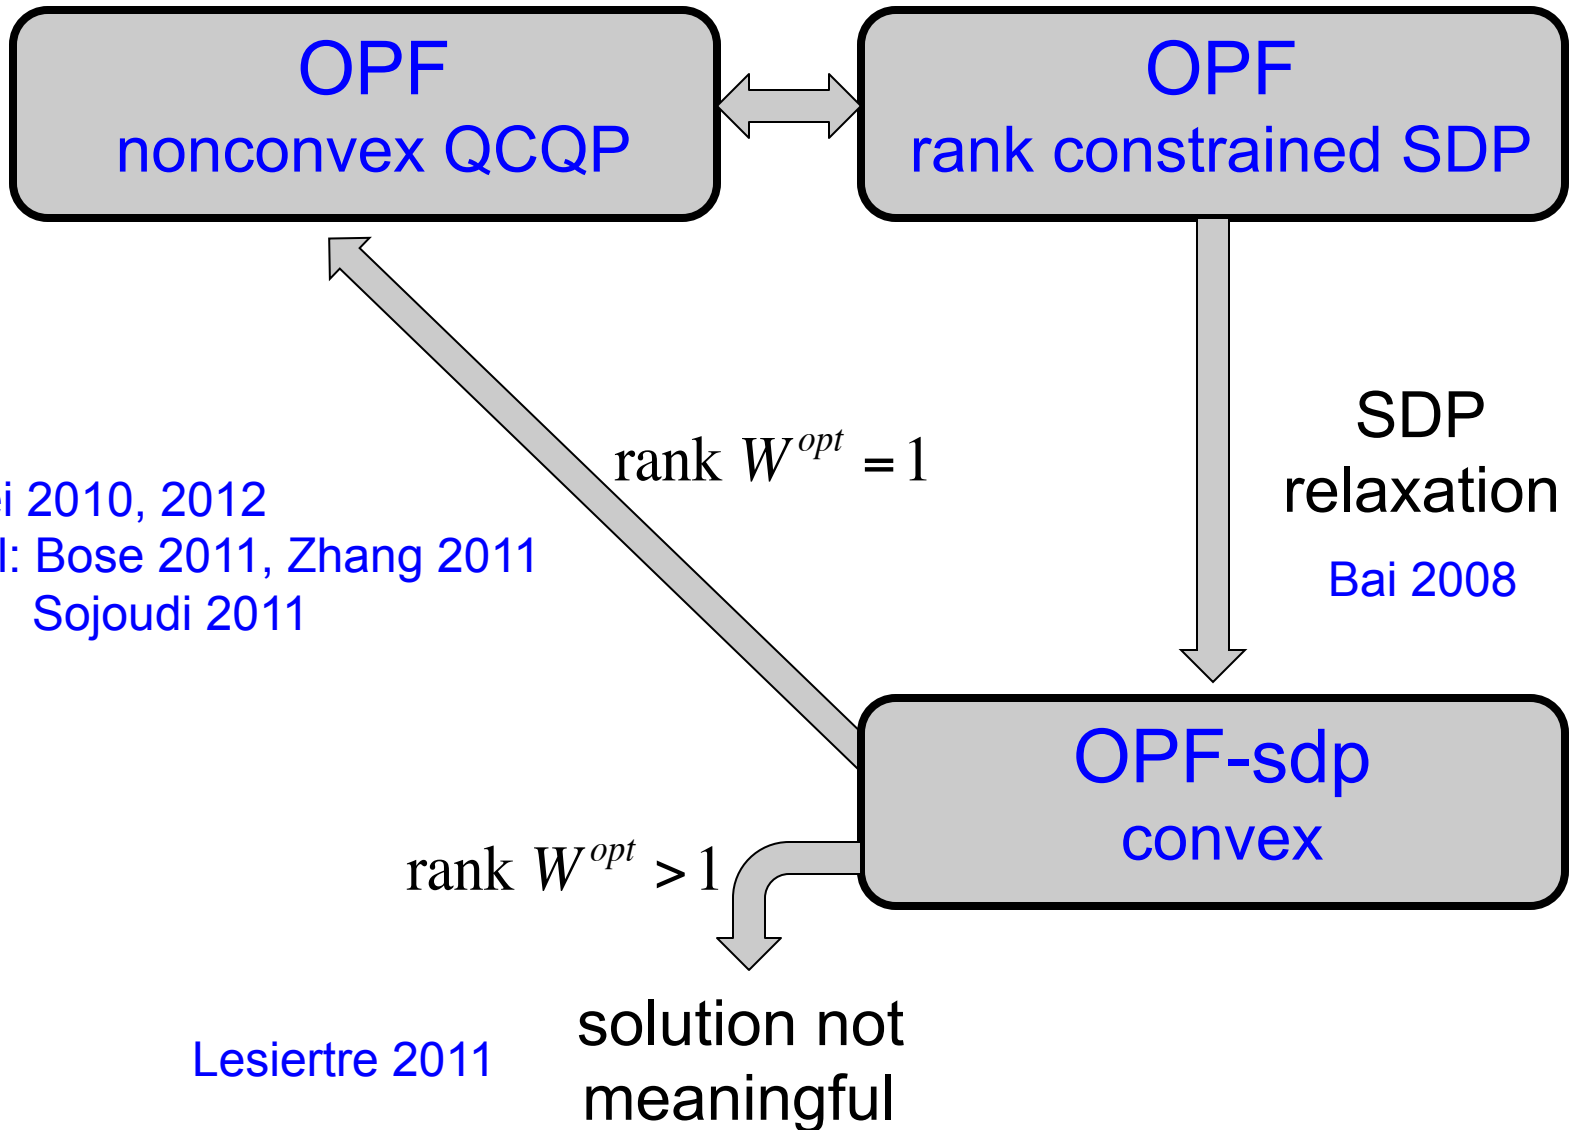 OPF
nonconvex QCQP
OPF
rank constrained SDP
rank W^{opt} = 1
SDP
relaxation
Bai 2008
2010, 2012
Bose 2011, Zhang 2011
Sojoudi 2011
OPF-sdp
convex
rank W^{opt} > 1
solution not
meaningful
Lesiertre 2011